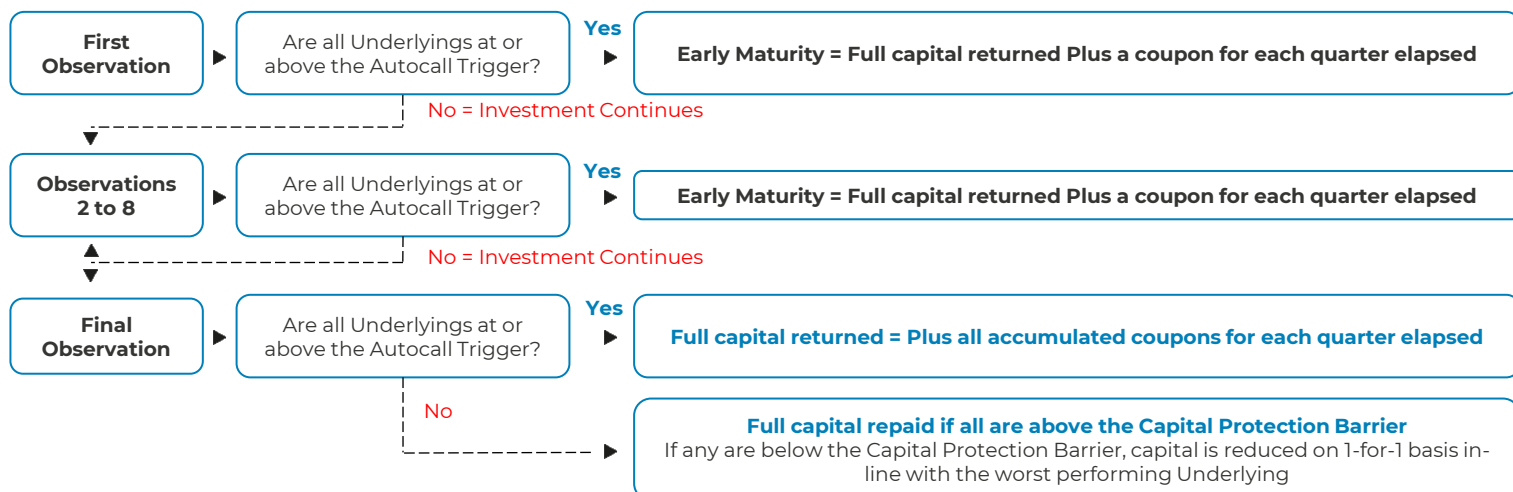 First
Observation
Are all Underlyings at or
above the Autocall Trigger?
Yes
Early Maturity = Full capital returned Plus a coupon for each quarter elapsed
No = Investment Continues
Observations
2 to 8
Are all Underlyings at or
above the Autocall Trigger?
Yes
Early Maturity = Full capital returned Plus a coupon for each quarter elapsed
No = Investment Continues
Final
Observation
Are all Underlyings at or
above the Autocall Trigger?
Yes
Full capital returned = Plus all accumulated coupons for each quarter elapsed
No
Full capital repaid if all are above the Capital Protection Barrier
If any are below the Capital Protection Barrier, capital is reduced on 1-for-1 basis in-
line with the worst performing Underlying